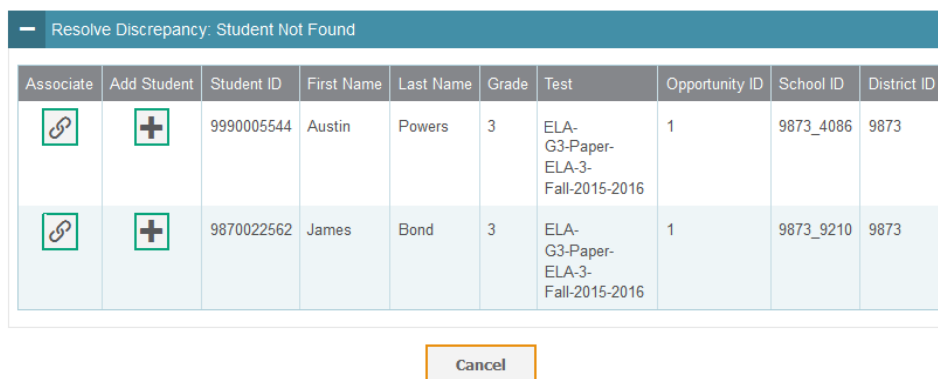 Resolve Discrepancy: Student Not Found
Associate Add Student Student ID First Name Last Name Grade Test Opportunity ID School ID District ID
9990005544 Austin Powers 3 ELA- 1 9873_4086 9873
G3-Paper-
ELA-3-
Fall-2015-2016
9870022562 James Bond 3 ELA- 1 9873_9210 9873
G3-Paper-
ELA-3-
Fall-2015-2016
Cancel